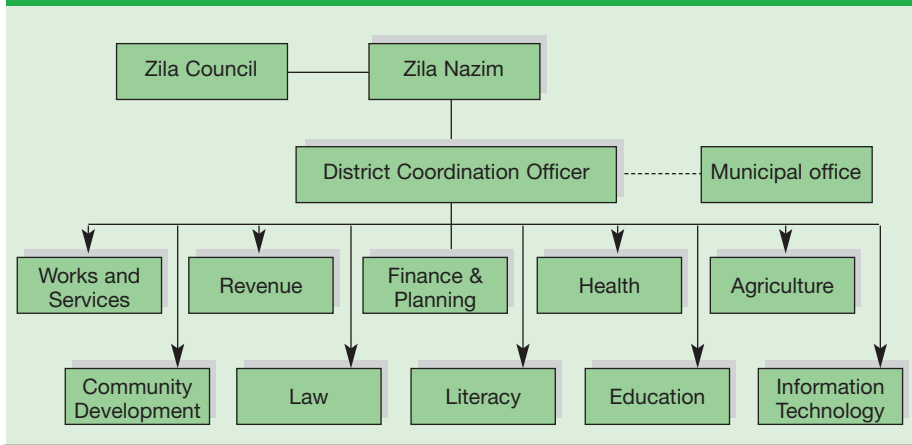 Zila Council
Zila Nazim
District Coordination Officer
Municipal office
Works and
Services
Revenue
Finance &
Planning
Health
Agriculture
Community
Development
Law
Literacy
Education
Information
Technology